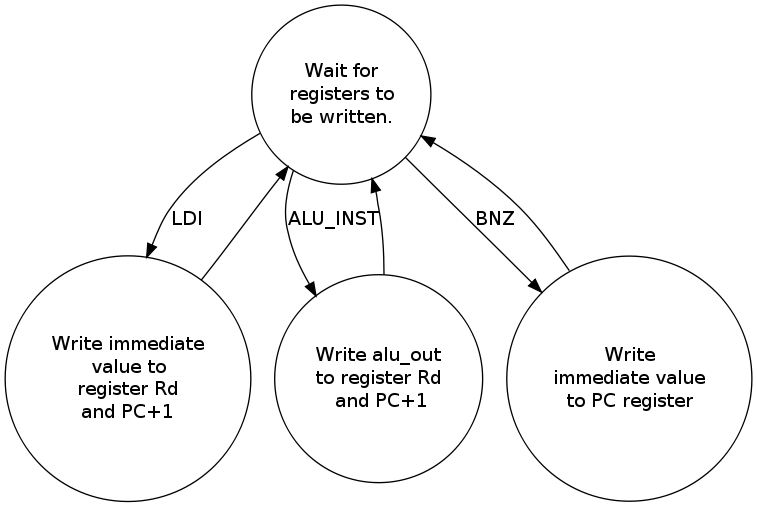 Wait for
registers to
be written.
LDI
ALU_INST
BNZ
Write immediate
value to
register Rd
and PC+1
Write alu_out
to register Rd
and PC+1
Write
immediate value
to PC register